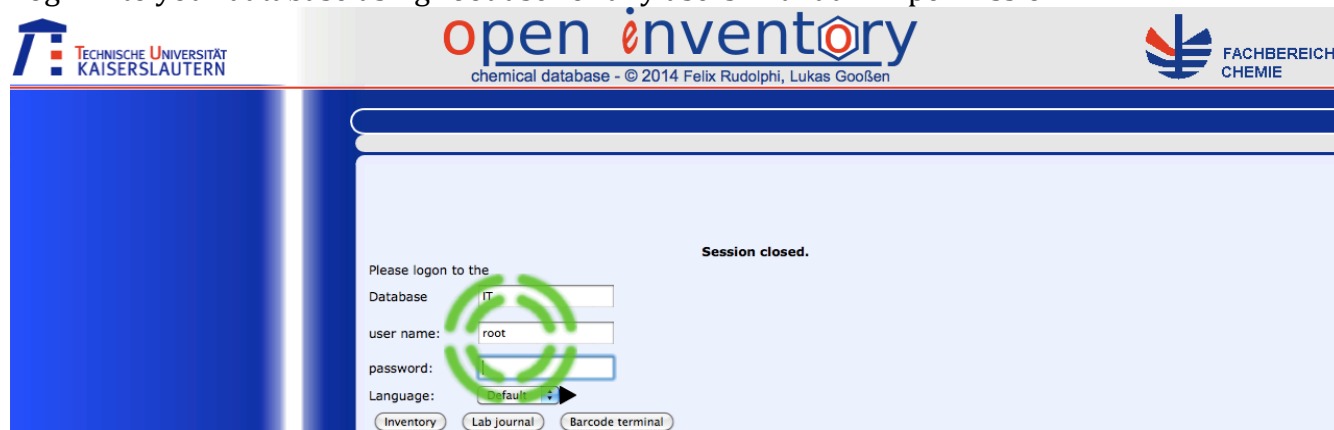 TECHNISCHE UNIVERSITÄT
KAISERSLAUTERN
open inventory
chemical database - © 2014 Felix Rudolphi, Lukas Gooßen
FACHBEREICH
CHEMIE
Session closed.
Please logon to the
Database IT
user name: root
password:
Language: Default
Inventory Lab journal Barcode terminal